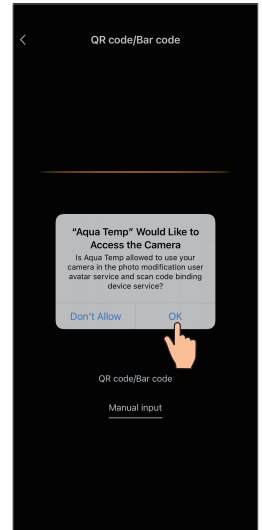 QR code/Bar code
"Aqua Temp" Would Like to
Access the Camera
Is Aqua Temp allowed to use your
camera in the photo modification user
avatar service and scan code binding
device service?
Don't Allow
OK
QR code/Bar code
Manual input